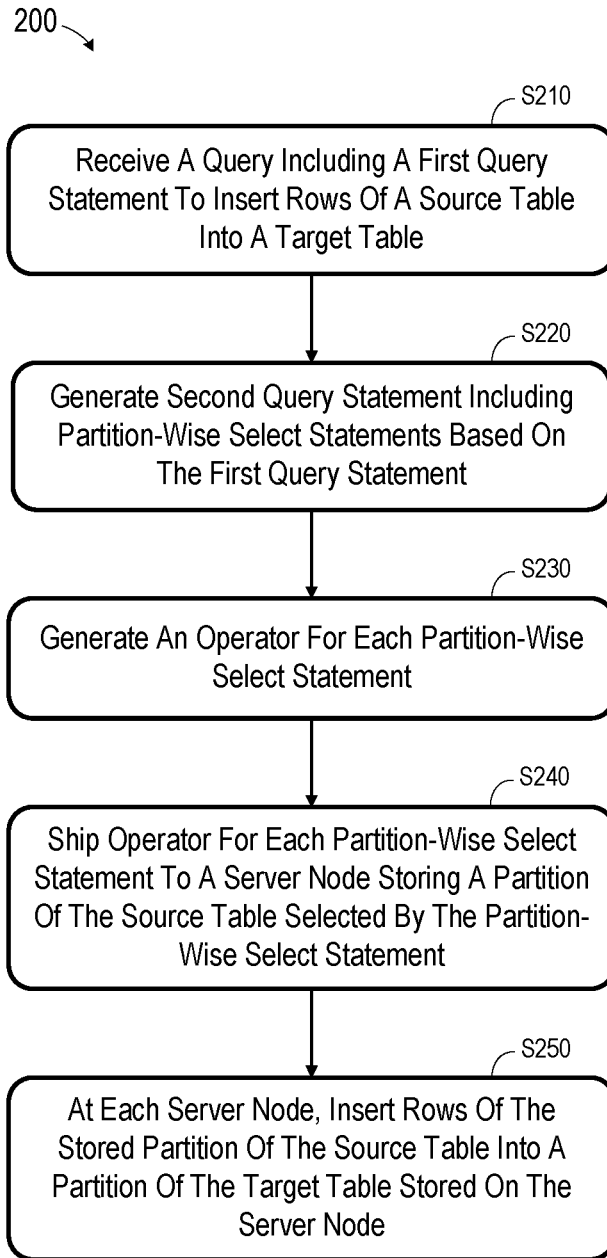 200
S210
Receive A Query Including A First Query
Statement To Insert Rows Of A Source Table
Into A Target Table
S220
Generate Second Query Statement Including
Partition-Wise Select Statements Based On
The First Query Statement
S230
Generate An Operator For Each Partition-Wise
Select Statement
S240
Ship Operator For Each Partition-Wise Select
Statement To A Server Node Storing A Partition
Of The Source Table Selected By The Partition-
Wise Select Statement
S250
At Each Server Node, Insert Rows Of The
Stored Partition Of The Source Table Into A
Partition Of The Target Table Stored On The
Server Node